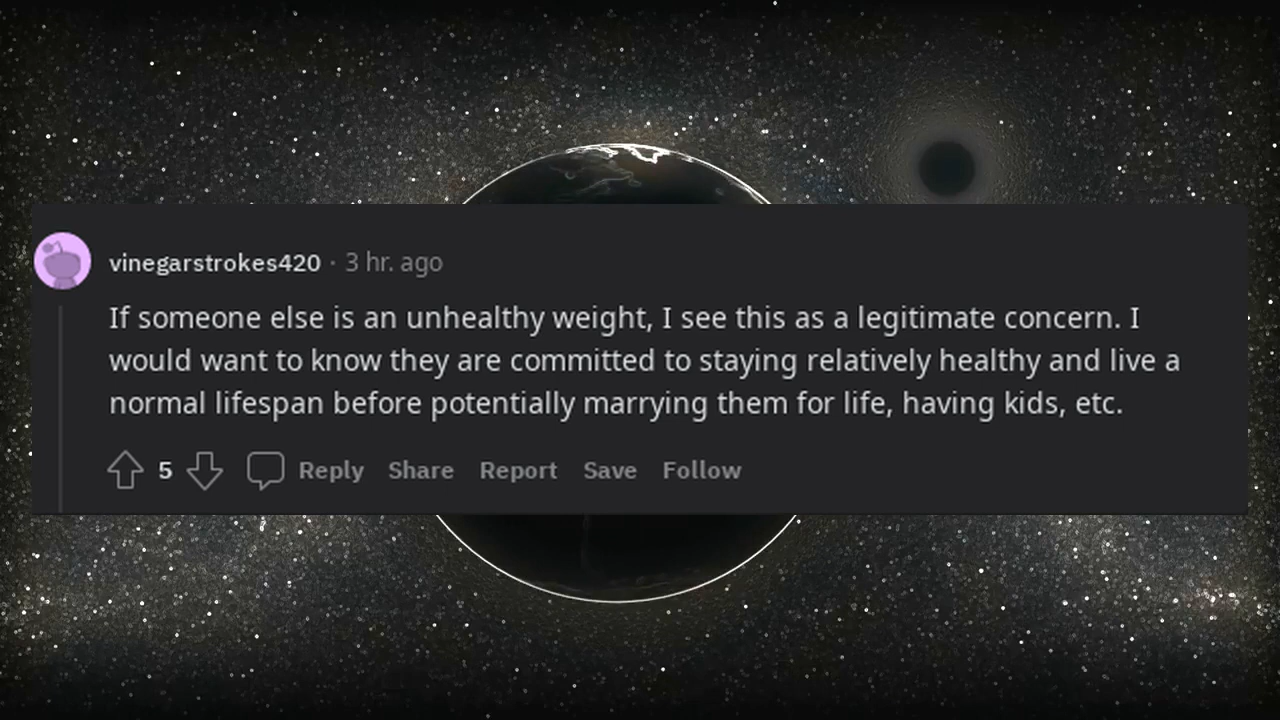 vinegarstrokes420 · 3 hr. ago
If someone else is an unhealthy weight, I see this as a legitimate concern. I
would want to know they are committed to staying relatively healthy and live a
normal lifespan before potentially marrying them for life, having kids, etc.
5 Reply Share Report Save Follow